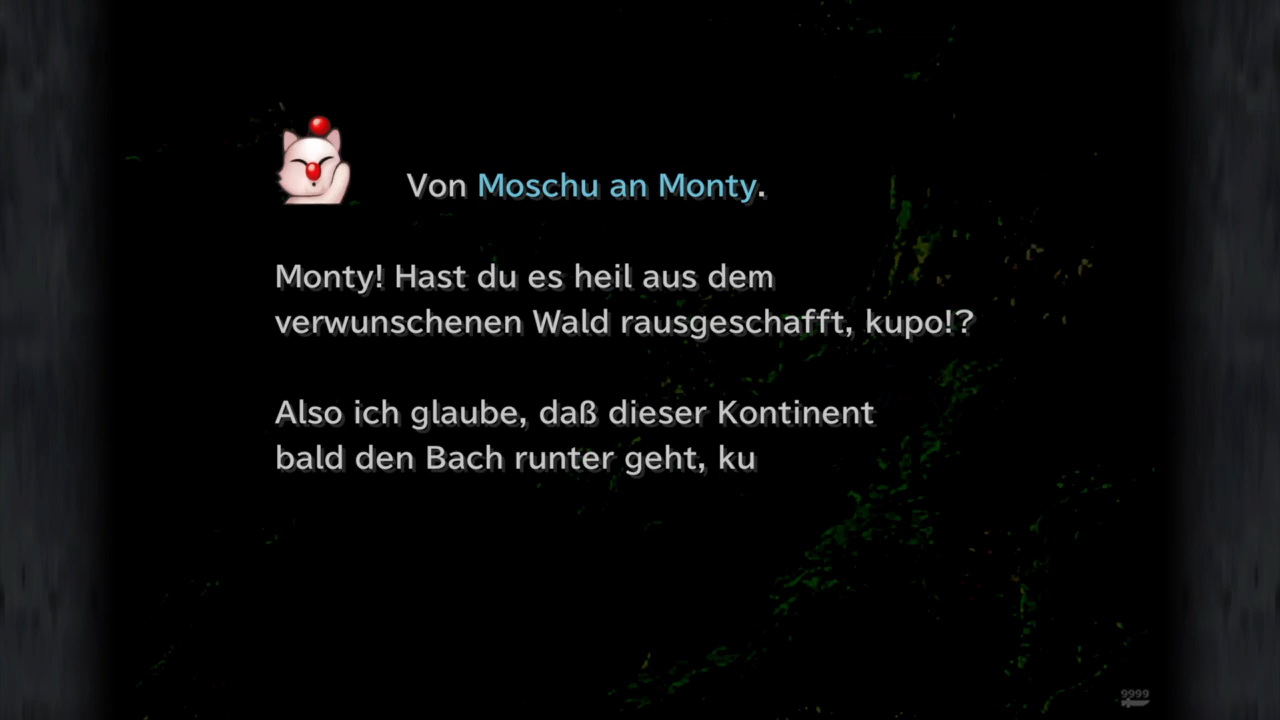 Von Moschu an Monty.
Monty! Hast du es heil aus dem
verwunschenen Wald rausgeschafft, kupo!?
Also ich glaube, daß dieser Kontinent
bald den Bach runter geht, ku
9999